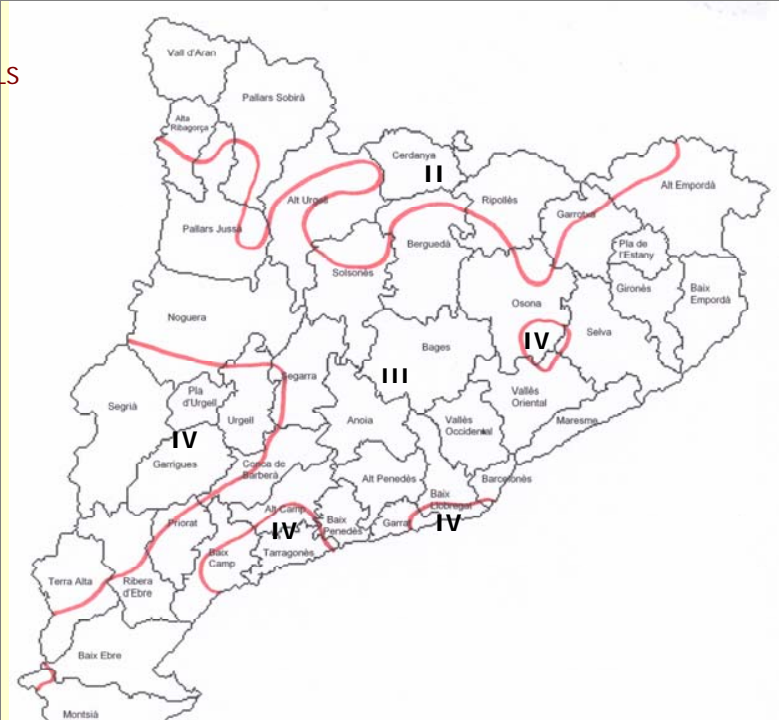 LS
Vall d'Aran
Pallars Sobirà
Alta
Ribagorça
Cerdanya
II
Alt Urgell
Ripollès
Alt Empordà
Garrotxa
Pallars Jussà
Berguedà
Pla de
l'Estany
Solsonès
Gironès
Baix
Empordà
Osona
Noguera
Selva
IV
Bages
III
Segarra
Pla
d'Urgell
Segrià
Urgell
Anoia
Vallès
Oriental
Vallès
Occidental
Maresme
IV
Garrigues
Conca de
Barberà
Alt Penedès
Barcelonès
Baix
Llobregat
IV
Alt Camp
IV
Baix
Penedès
Garraf
Priorat
Baix
Camp
Tarragonès
Terra Alta
Ribera
d'Ebre
Baix Ebre
Montsià